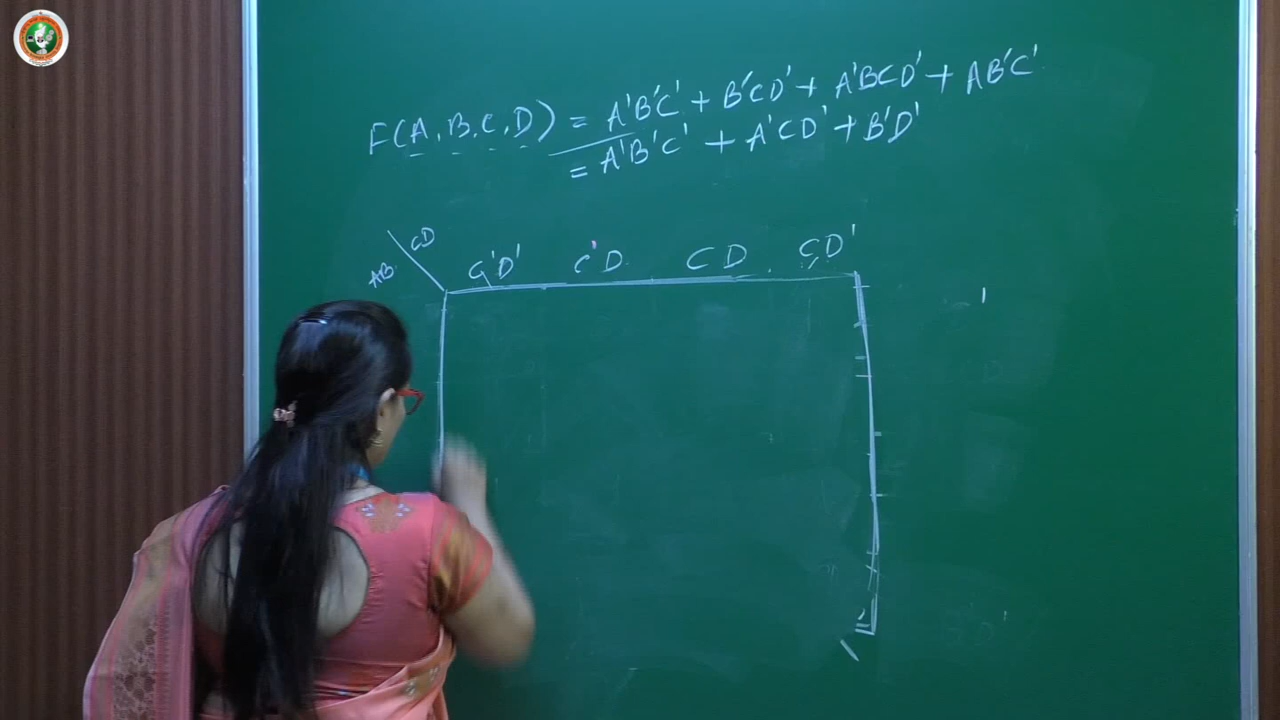 F(A, B, C, D) = A'B'C' + B'CD' + A'BCD' + AB'C'
= A'B'C' + A'CD' + B'D'
CD
AB
C'D' C'D CD CD'